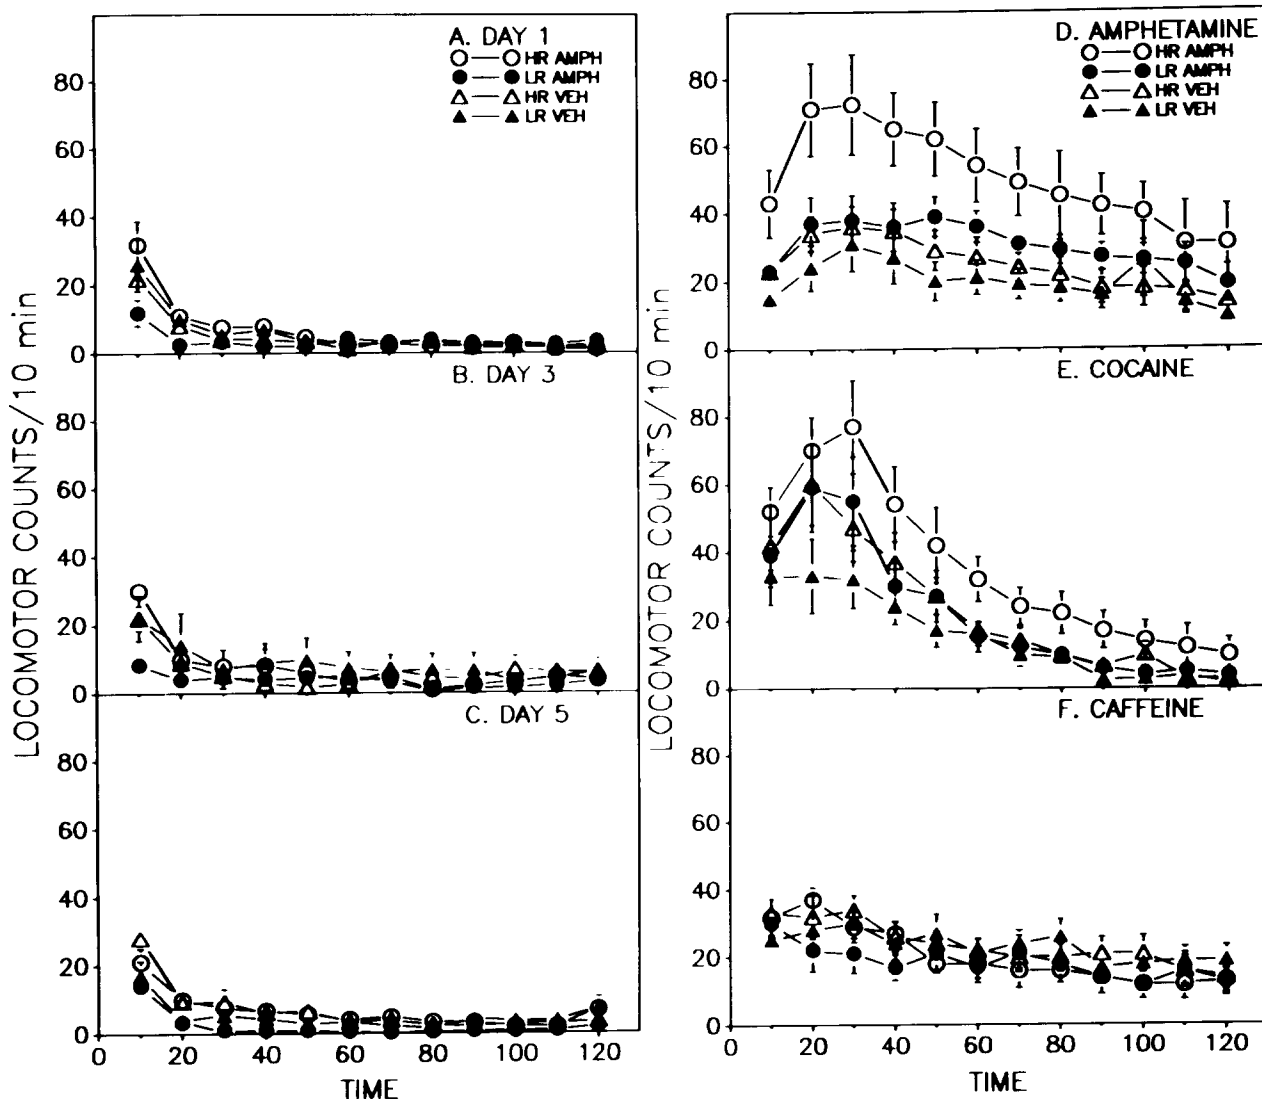 A. DAY 1
HR AMPH
LR AMPH
HR VEH
LR VEH
80
60
40
20
0
B. DAY 3
80
60
40
20
0
C. DAY 5
80
60
40
20
0
0 20 40 60 80 100 120
TIME
LOCOMOTOR COUNTS/10 min
D. AMPHETAMINE
HR AMPH
LR AMPH
HR VEH
LR VEH
80
60
40
20
0
E. COCAINE
80
60
40
20
0
F. CAFFEINE
80
60
40
20
0
0 20 40 60 80 100 120
TIME
LOCOMOTOR COUNTS/10 min